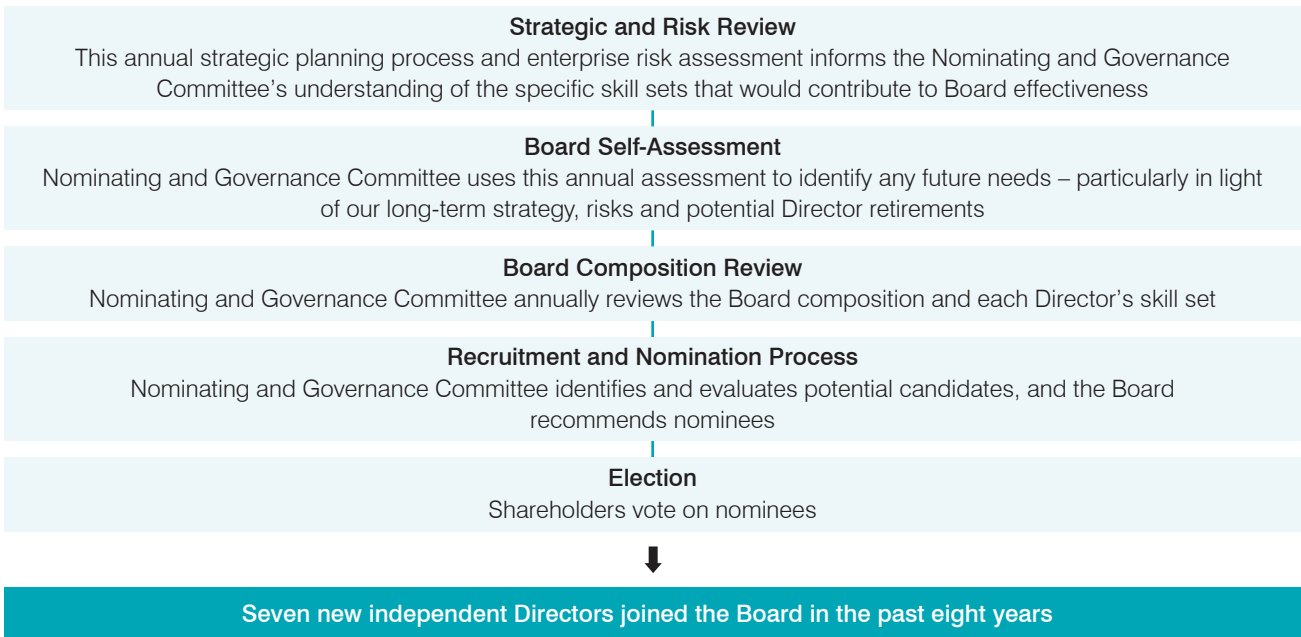 Strategic and Risk Review
This annual strategic planning process and enterprise risk assessment informs the Nominating and Governance
Committee’s understanding of the specific skill sets that would contribute to Board effectiveness
Board Self-Assessment
Nominating and Governance Committee uses this annual assessment to identify any future needs – particularly in light
of our long-term strategy, risks and potential Director retirements
Board Composition Review
Nominating and Governance Committee annually reviews the Board composition and each Director’s skill set
Recruitment and Nomination Process
Nominating and Governance Committee identifies and evaluates potential candidates, and the Board
recommends nominees
Election
Shareholders vote on nominees
Seven new independent Directors joined the Board in the past eight years